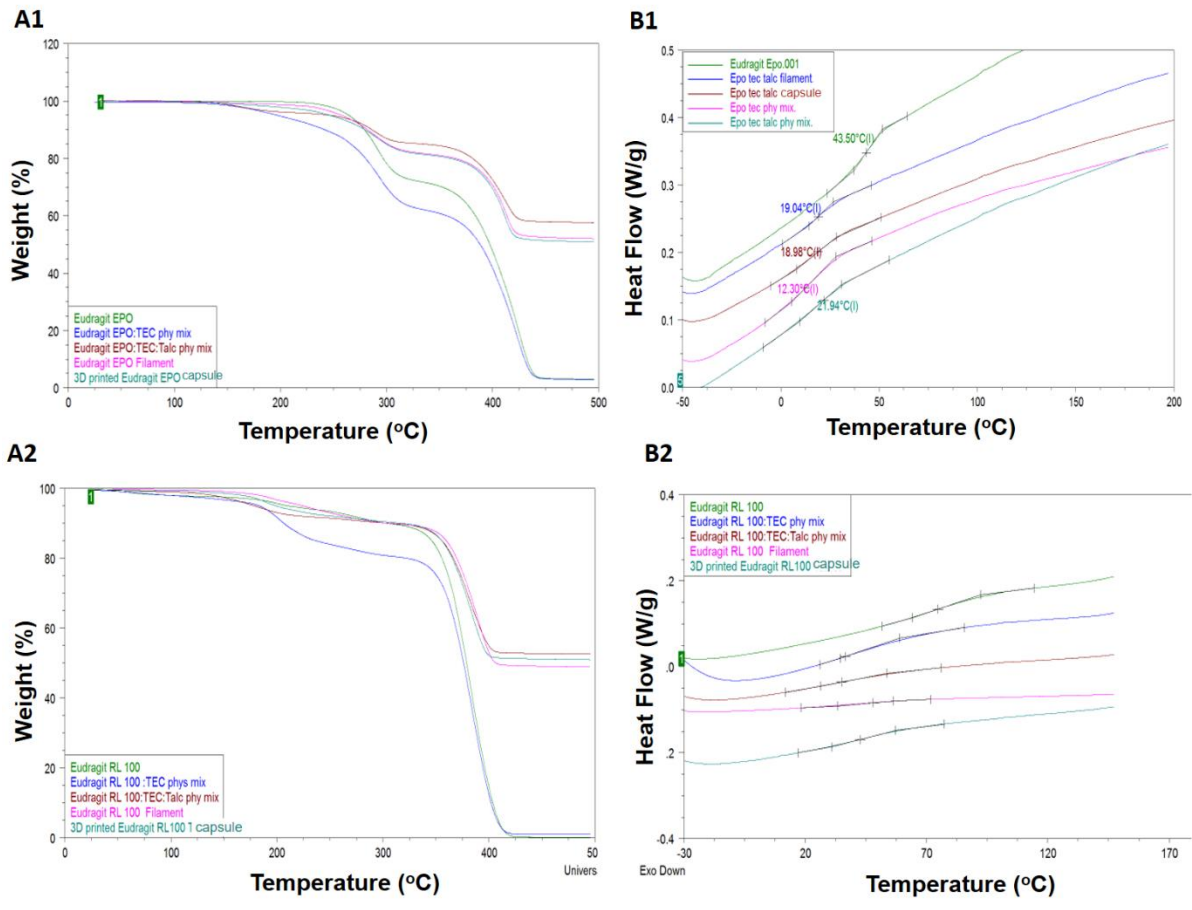 A1
120
100
80
60
40
20
0
Weight (%)
1
Eudragit EPO
Eudragit EPO:TEC phy mix
Eudragit EPO:TEC:Talc phy mix
Eudragit EPO Filament
3D printed Eudragit EPO capsule
0 100 200 300 400 500
Temperature (oC)
B1
0.5
0.4
0.3
0.2
0.1
0.0
Heat Flow (W/g)
Eudragit Epo.001
Epo tec talc filament
Epo tec talc capsule
Epo tec phy mix.
Epo tec talc phy mix.
43.50°C(I)
19.04°C(I)
18.98°C(I)
12.30°C(I)
21.94°C(I)
5
-50 0 50 100 150 200
Temperature (oC)
A2
100
80
60
40
20
0
Weight (%)
1
Eudragit RL 100
Eudragit RL 100 :TEC phys mix
Eudragit RL 100:TEC:Talc phy mix
Eudragit RL 100 Filament
3D printed Eudragit RL100 1 capsule
0 100 200 300 400 50
Temperature (oC)
Univers
B2
0.4
.2
.0
.2
-0.4
Heat Flow (W/g)
1
Eudragit RL 100
Eudragit RL 100:TEC phy mix
Eudragit RL 100:TEC:Talc phy mix
Eudragit RL 100 Filament
3D printed Eudragit RL100 capsule
-30 20 70 120 170
Exo Down
Temperature (oC)